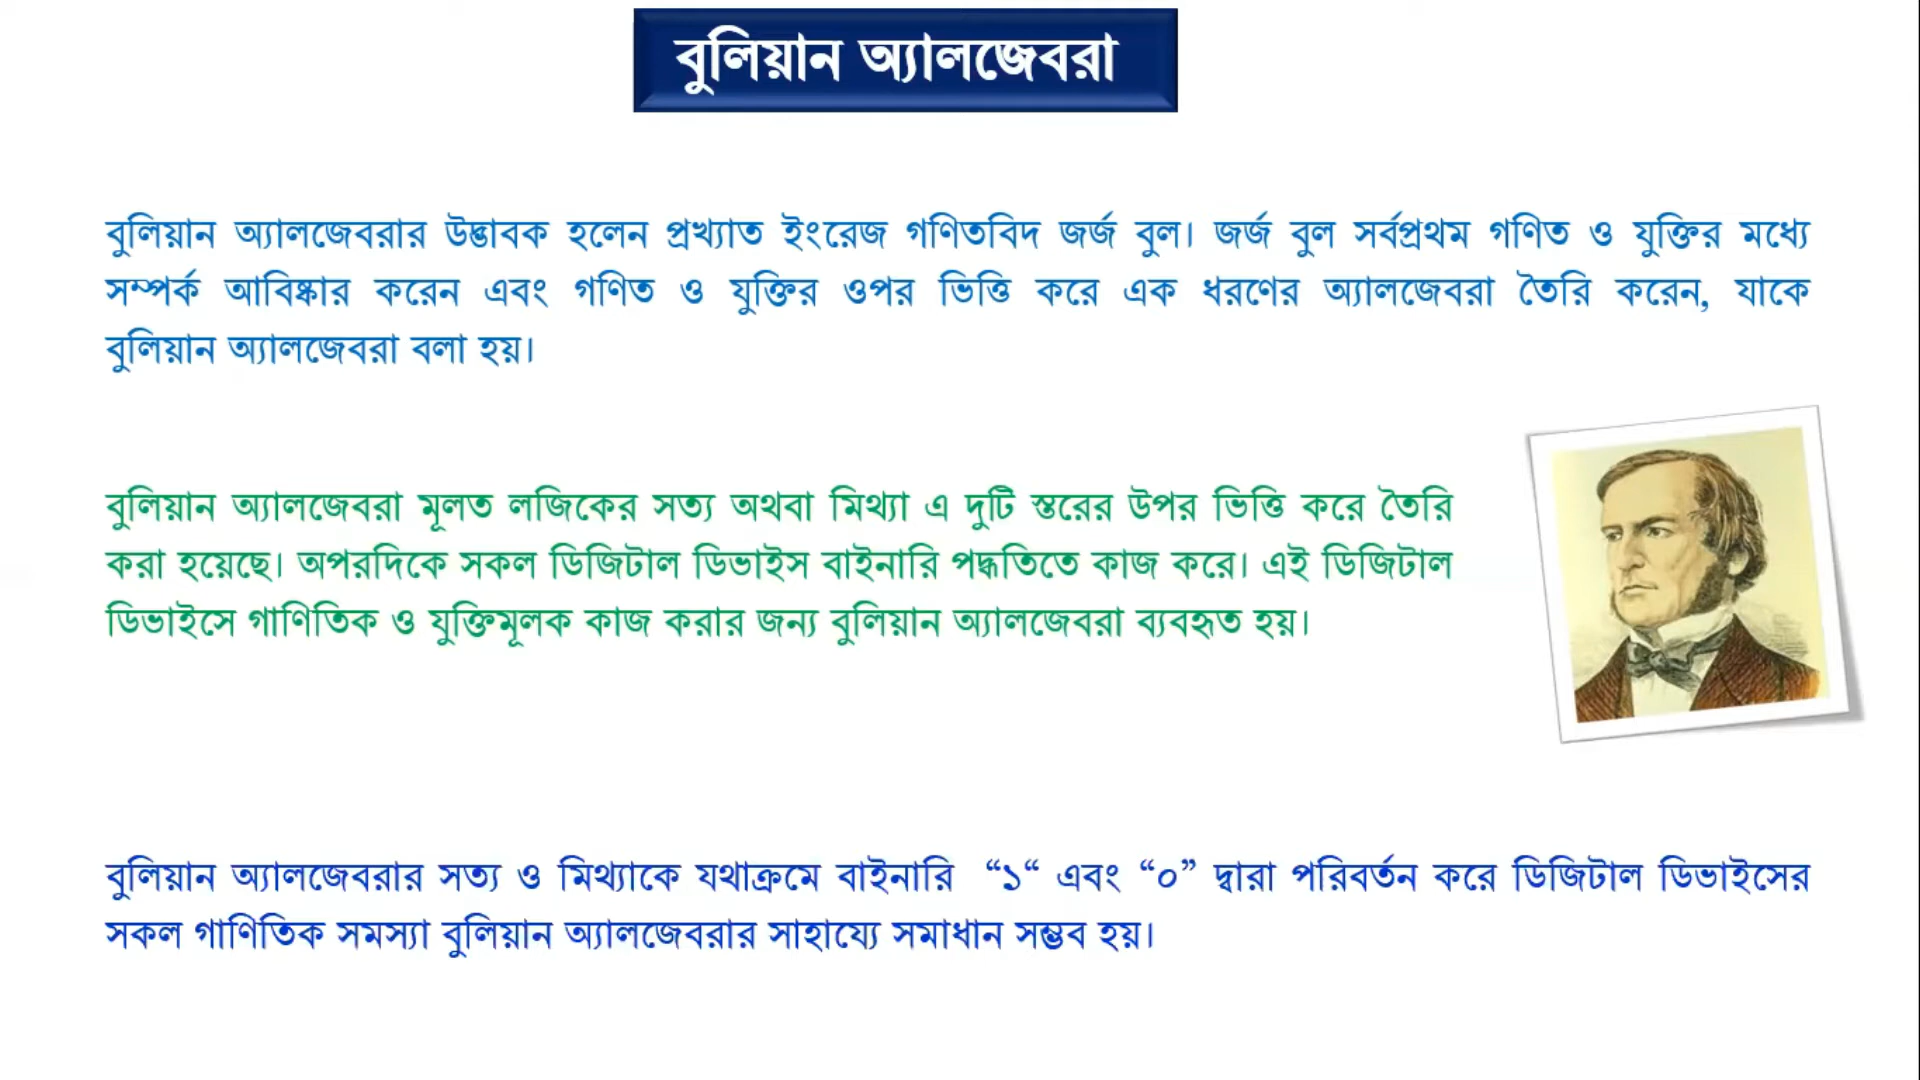 বুলিয়ান অ্যালজেবরা
বুলিয়ান অ্যালজেবরার উদ্ভাবক হলেন প্রখ্যাত ইংরেজ গণিতবিদ জর্জ বুল। জর্জ বুল সর্বপ্রথম গণিত ও যুক্তির মধ্যে
সম্পর্ক আবিষ্কার করেন এবং গণিত ও যুক্তির ওপর ভিত্তি করে এক ধরণের অ্যালজেবরা তৈরি করেন, যাকে
বুলিয়ান অ্যালজেবরা বলা হয়।
বুলিয়ান অ্যালজেবরা মূলত লজিকের সত্য অথবা মিথ্যা এ দুটি স্তরের উপর ভিত্তি করে তৈরি
করা হয়েছে। অপরদিকে সকল ডিজিটাল ডিভাইস বাইনারি পদ্ধতিতে কাজ করে। এই ডিজিটাল
ডিভাইসে গাণিতিক ও যুক্তিমূলক কাজ করার জন্য বুলিয়ান অ্যালজেবরা ব্যবহৃত হয়।
বুলিয়ান অ্যালজেবরার সত্য ও মিথ্যাকে যথাক্রমে বাইনারি “১“ এবং “০” দ্বারা পরিবর্তন করে ডিজিটাল ডিভাইসের
সকল গাণিতিক সমস্যা বুলিয়ান অ্যালজেবরার সাহায্যে সমাধান সম্ভব হয়।